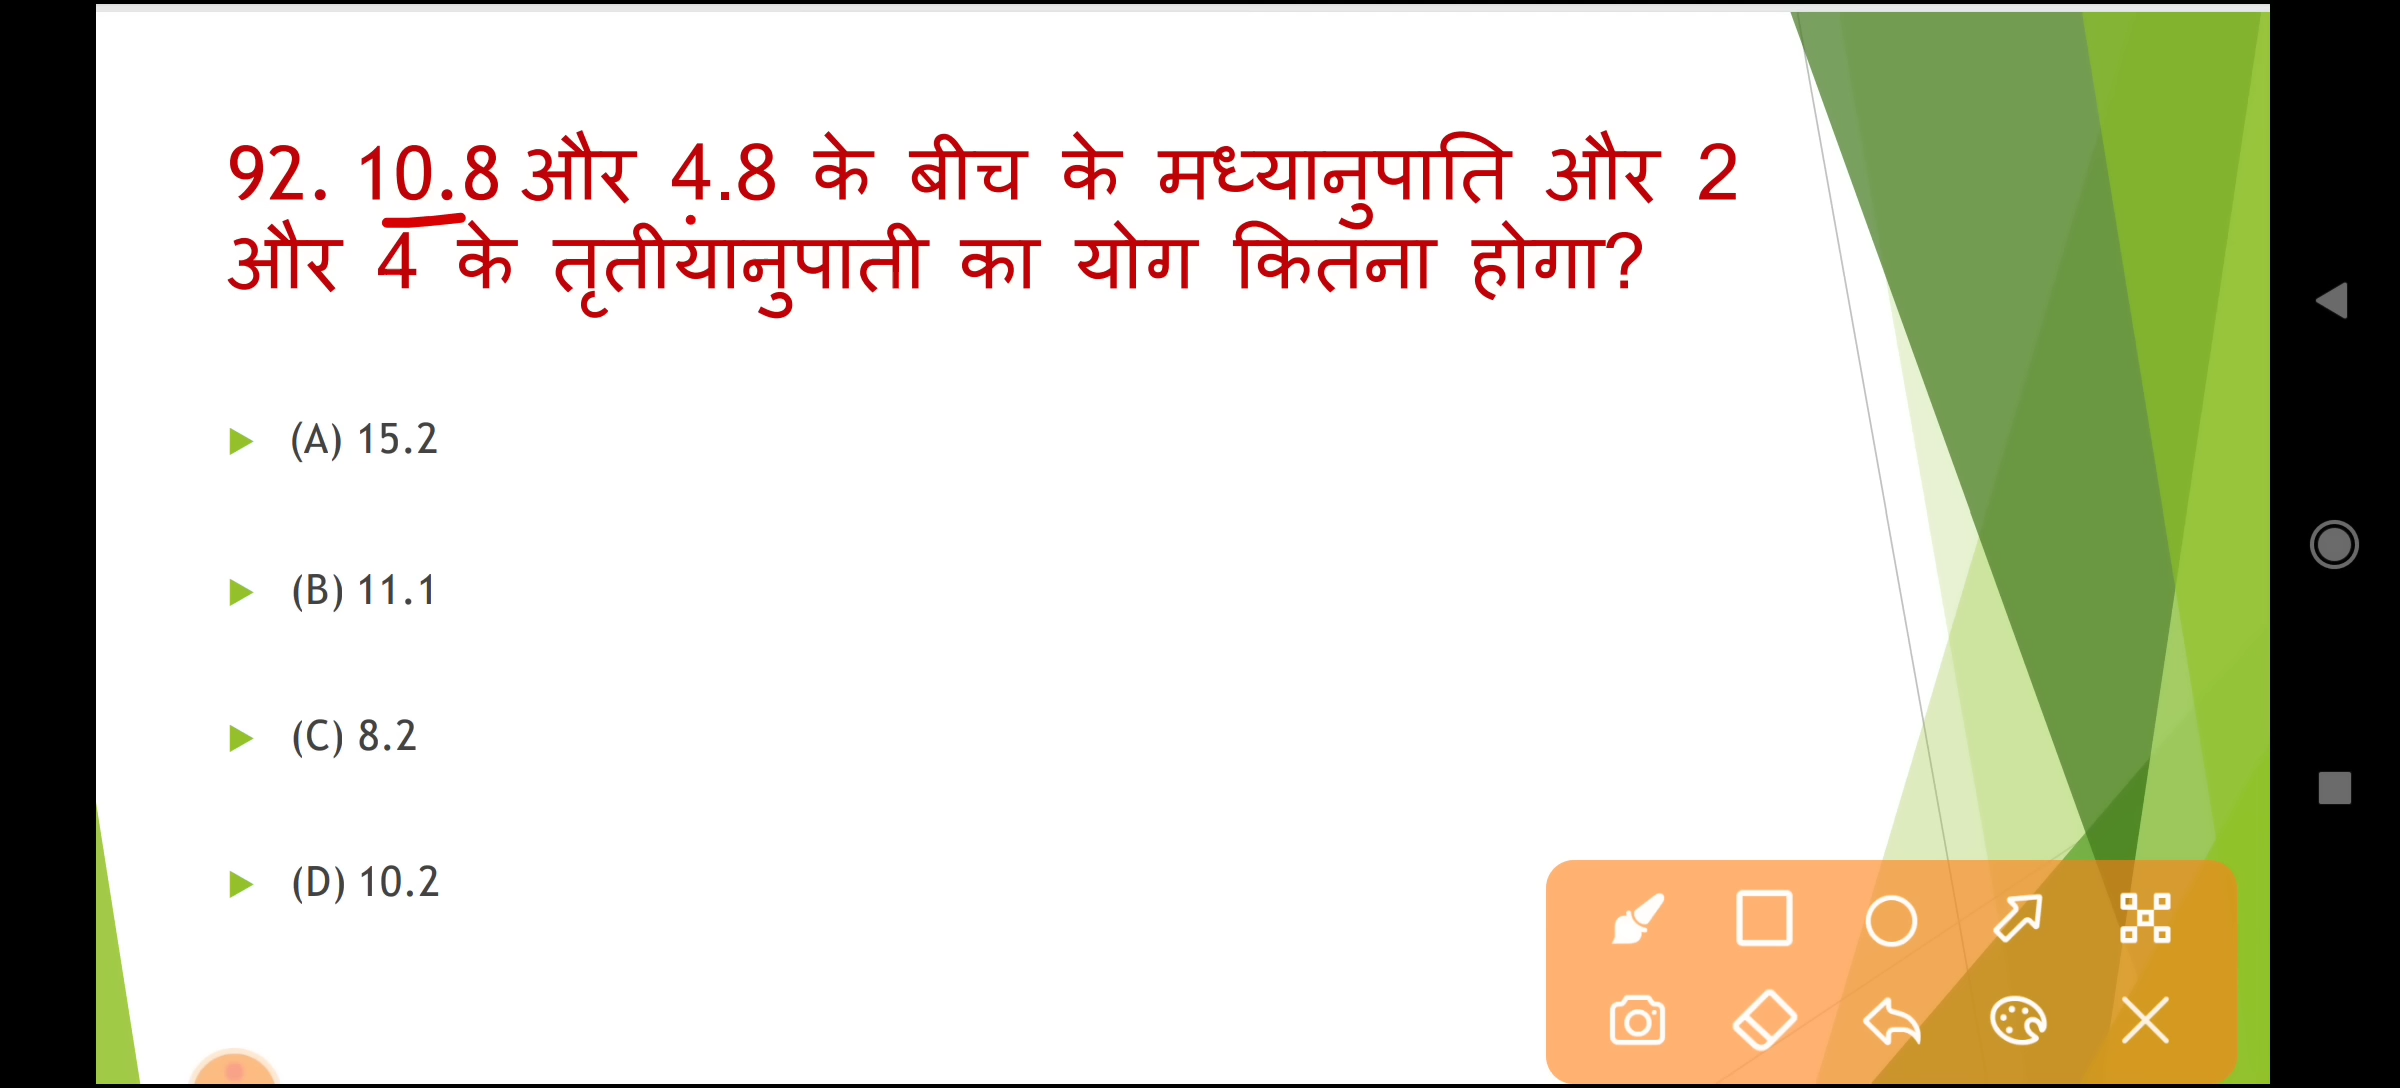 92. 10.8 और 4.8 के बीच के मध्यानुपाति और 2
और 4 के तृतीयानुपाती का योग कितना होगा?
(A) 15.2
(B) 11.1
(C) 8.2
(D) 10.2